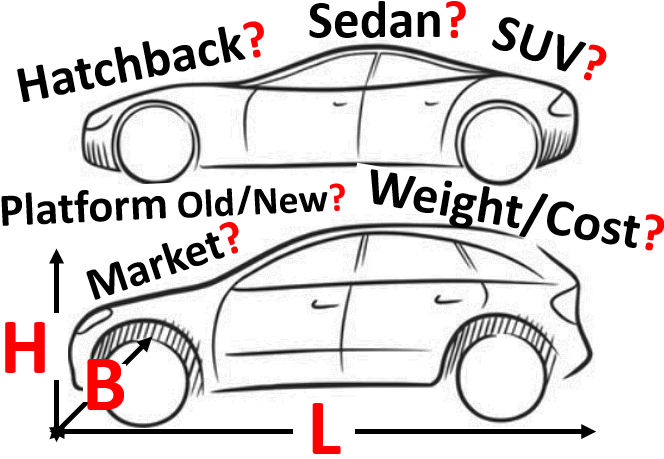 Hatchback?
Sedan?
SUV?
Platform Old/New?
Weight/Cost?
Market?
H
B
L